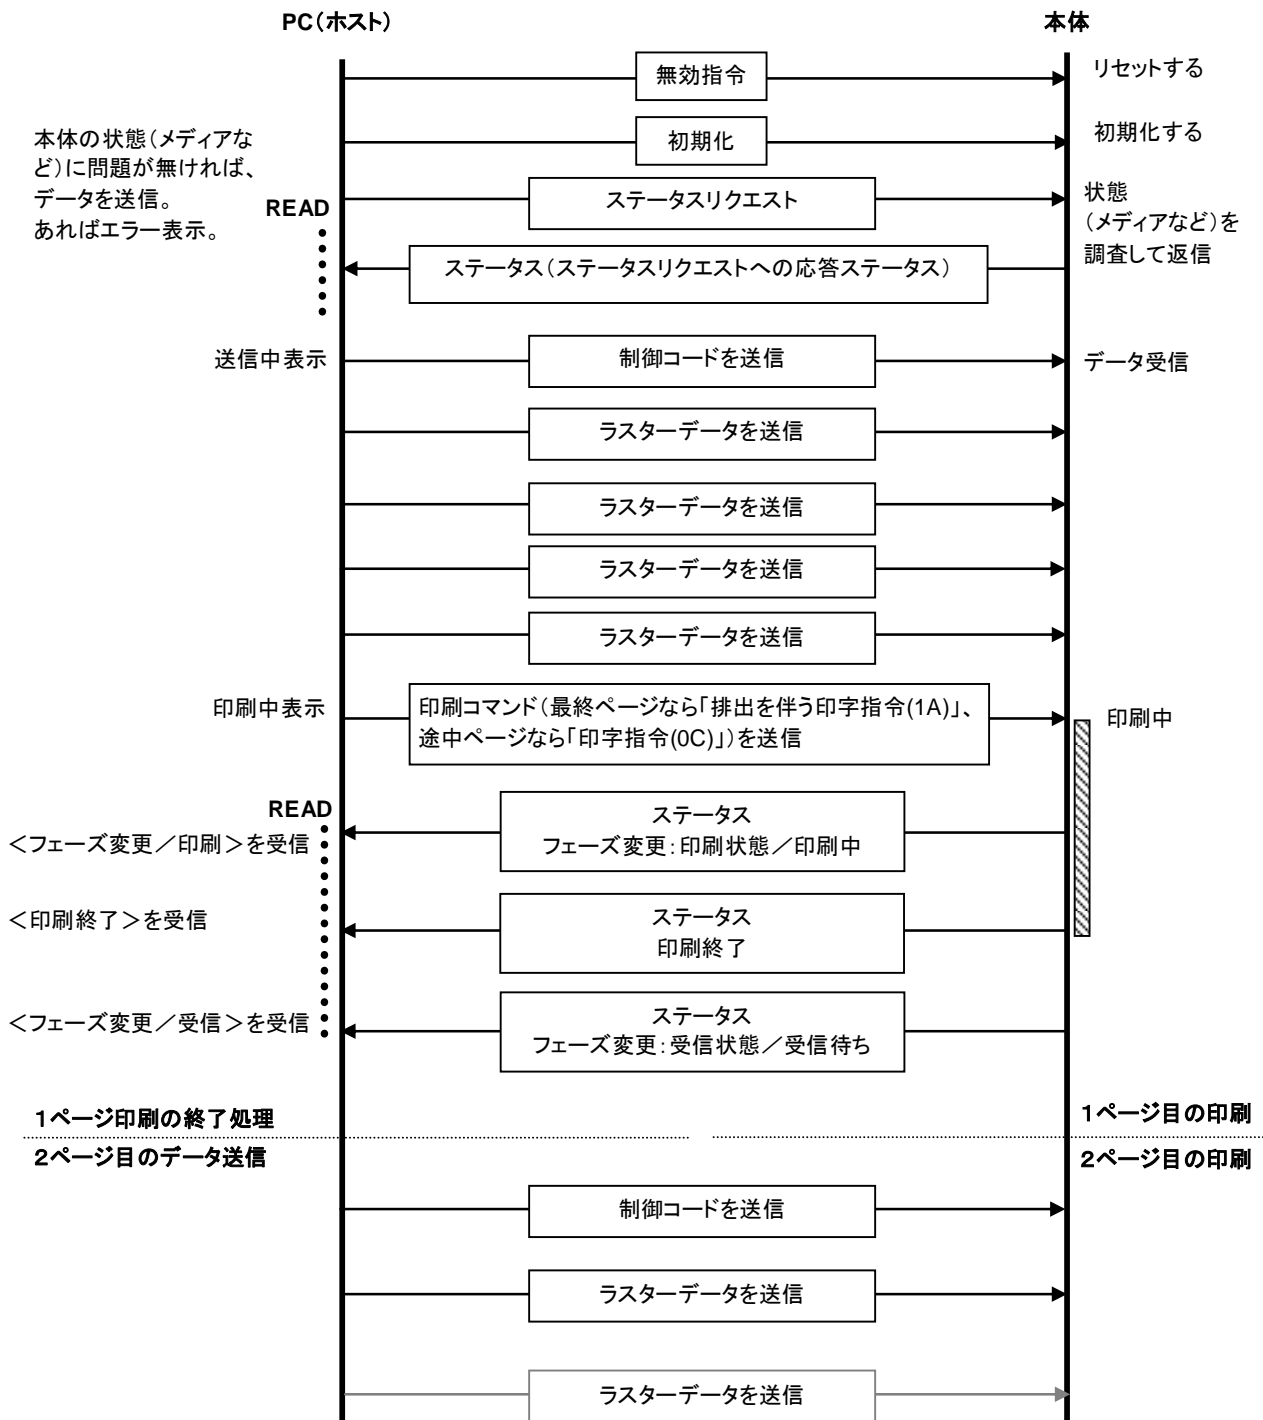 PC（ホスト）
本体
無効指令
リセットする
初期化
初期化する
本体の状態（メディアな
ど）に問題が無ければ、
データを送信。
あればエラー表示。
READ
ステータスリクエスト
状態
（メディアなど）を
調査して返信
ステータス（ステータスリクエストへの応答ステータス）
送信中表示
制御コードを送信
データ受信
ラスターデータを送信
ラスターデータを送信
ラスターデータを送信
ラスターデータを送信
印刷中表示
印刷コマンド（最終ページなら「排出を伴う印字指令(1A)」、
途中ページなら「印字指令(0C)」）を送信
印刷中
READ
＜フェーズ変更／印刷＞を受信
ステータス
フェーズ変更：印刷状態／印刷中
＜印刷終了＞を受信
ステータス
印刷終了
＜フェーズ変更／受信＞を受信
ステータス
フェーズ変更：受信状態／受信待ち
１ページ印刷の終了処理
１ページ目の印刷
２ページ目のデータ送信
２ページ目の印刷
制御コードを送信
ラスターデータを送信
ラスターデータを送信